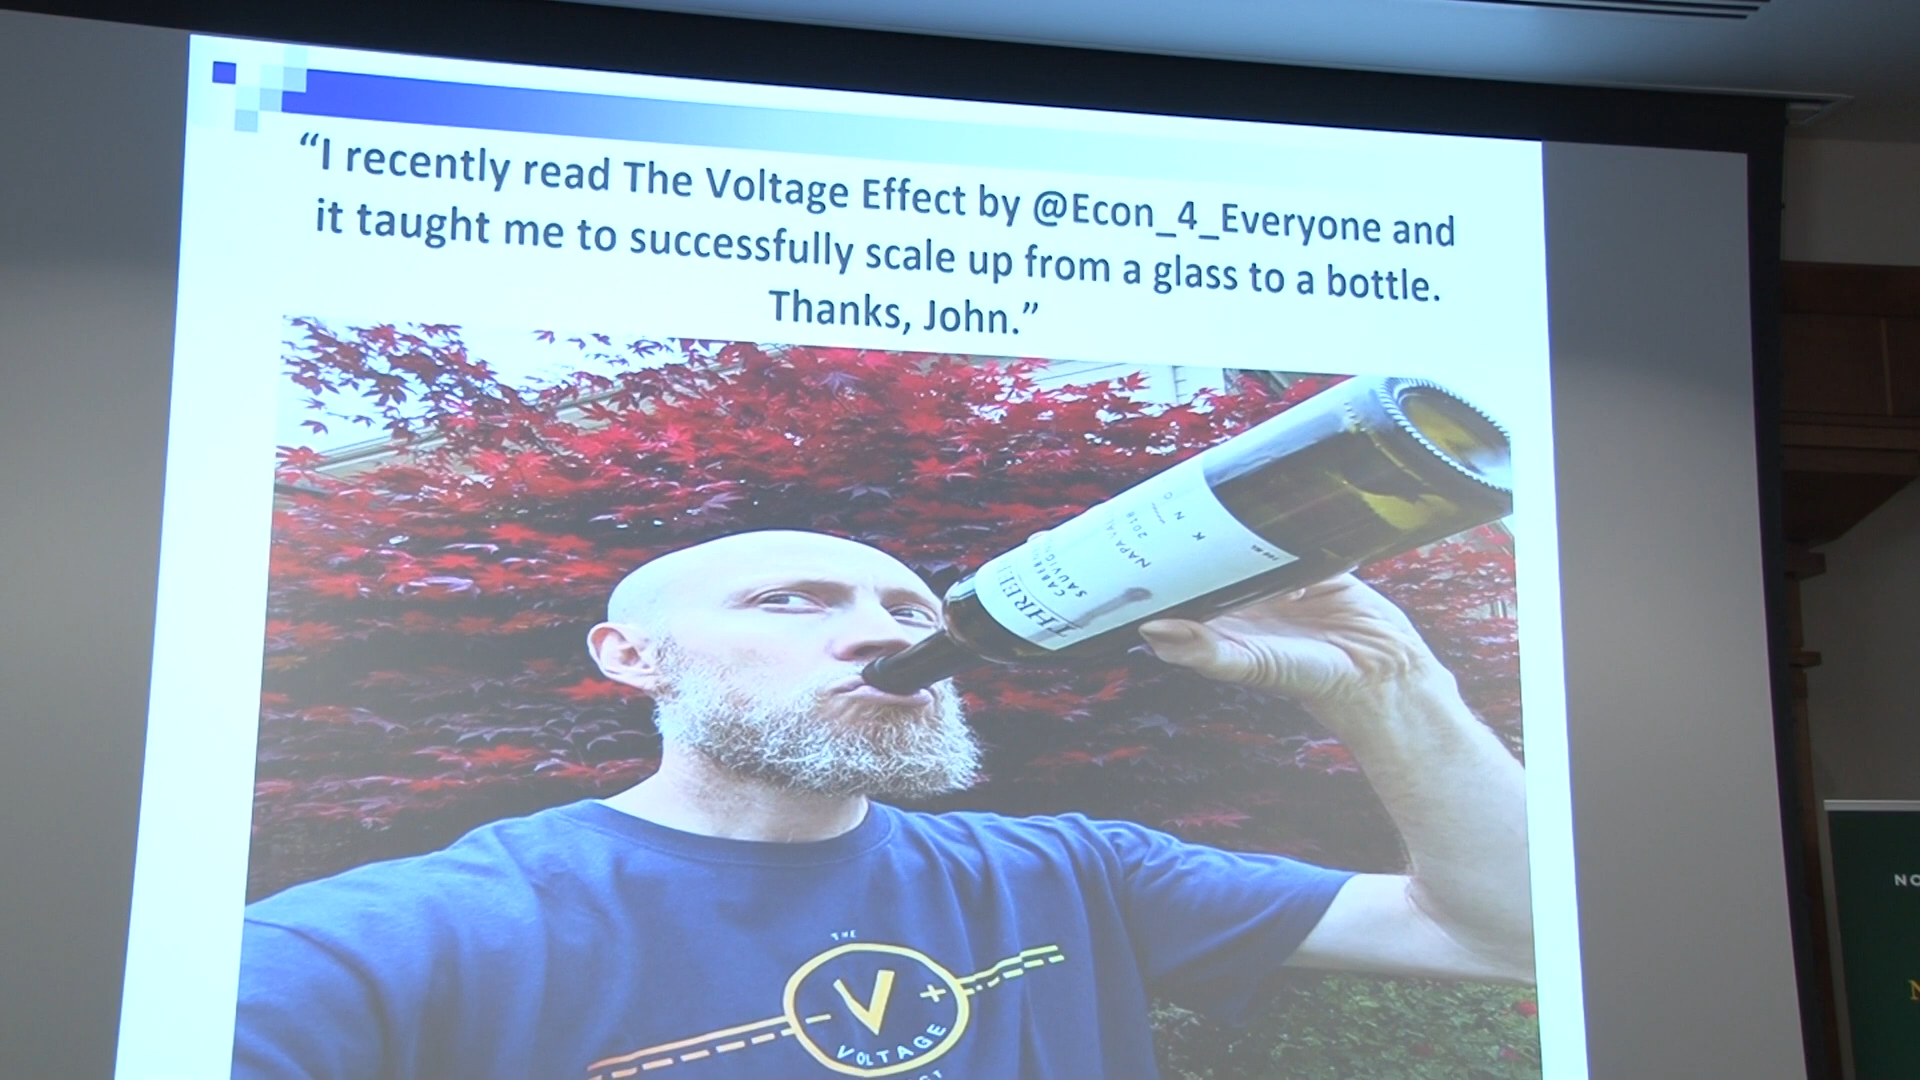 “I recently read The Voltage Effect by @Econ_4_Everyone and
it taught me to successfully scale up from a glass to a bottle.
Thanks, John.”
2018
THE
V
+
VOLTAGE